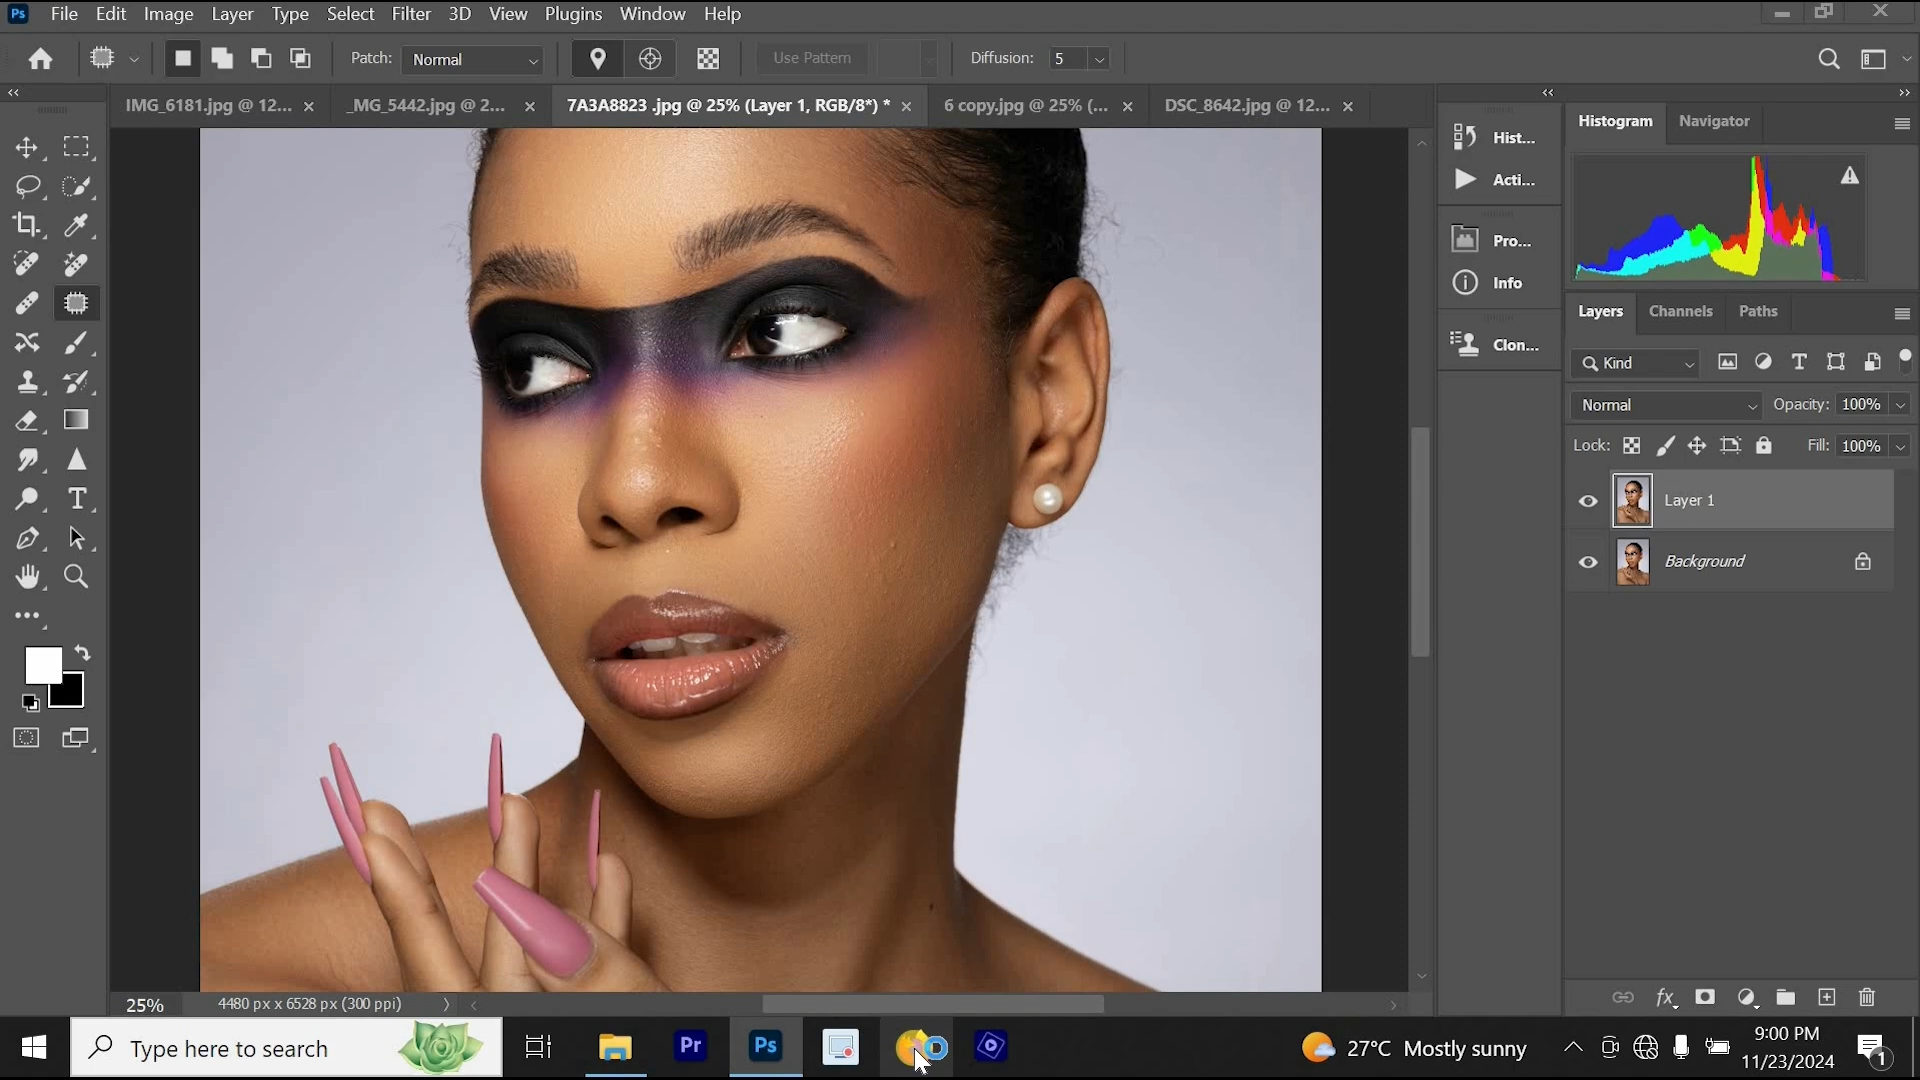 Ps File Edit Image Layer Type Select Filter 3D View Plugins Window Help
Patch: Normal Use Pattern Diffusion: 5
IMG_6181.jpg @ 12... × _MG_5442.jpg @ 2... × 7A3A8823 .jpg @ 25% (Layer 1, RGB/8*) * × 6 copy.jpg @ 25% (... × DSC_8642.jpg @ 12... ×
Histogram Navigator
Hist...
Acti...
Pro...
Info
Clon...
Layers Channels Paths
Kind
Normal Opacity: 100%
Lock: Fill: 100%
Layer 1
Background
25% 4480 px x 6528 px (300 ppi)
Type here to search
Pr Ps
27°C Mostly sunny
9:00 PM
11/23/2024
1